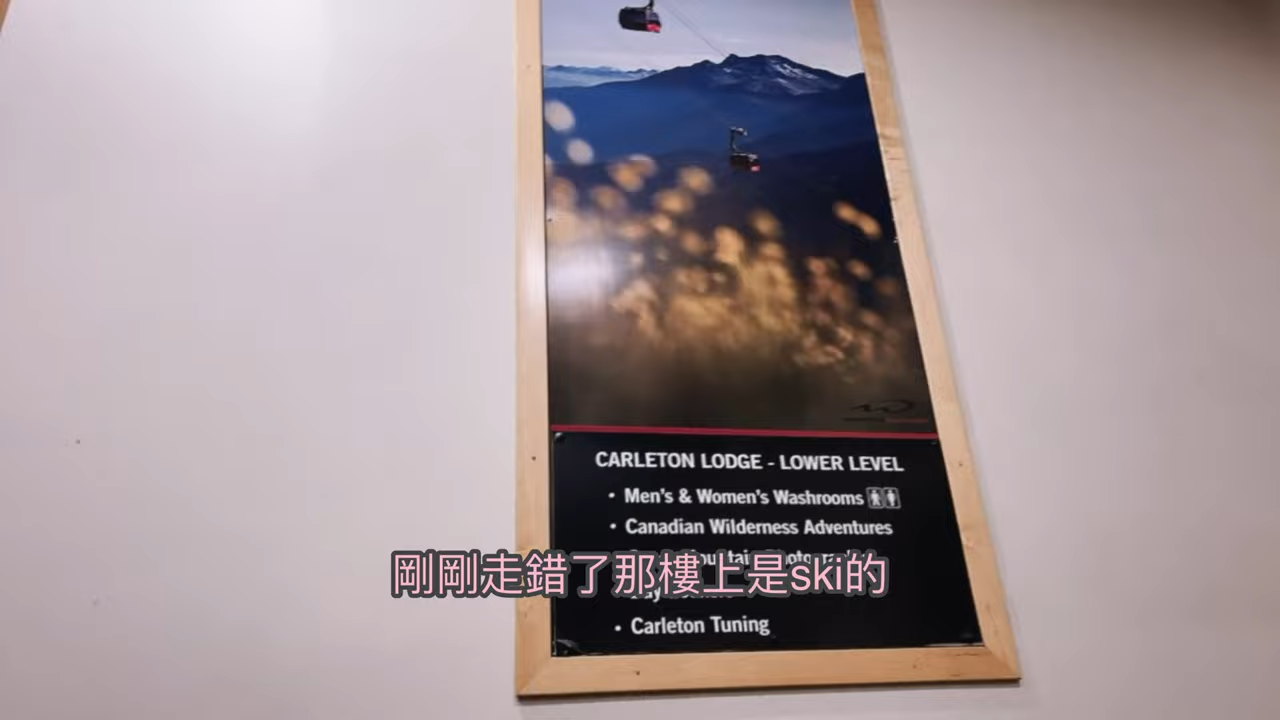 CARLETON LODGE - LOWER LEVEL
• Men's & Women's Washrooms
• Canadian Wilderness Adventures
剛剛走錯了那樓上是ski的
• Carleton Tuning